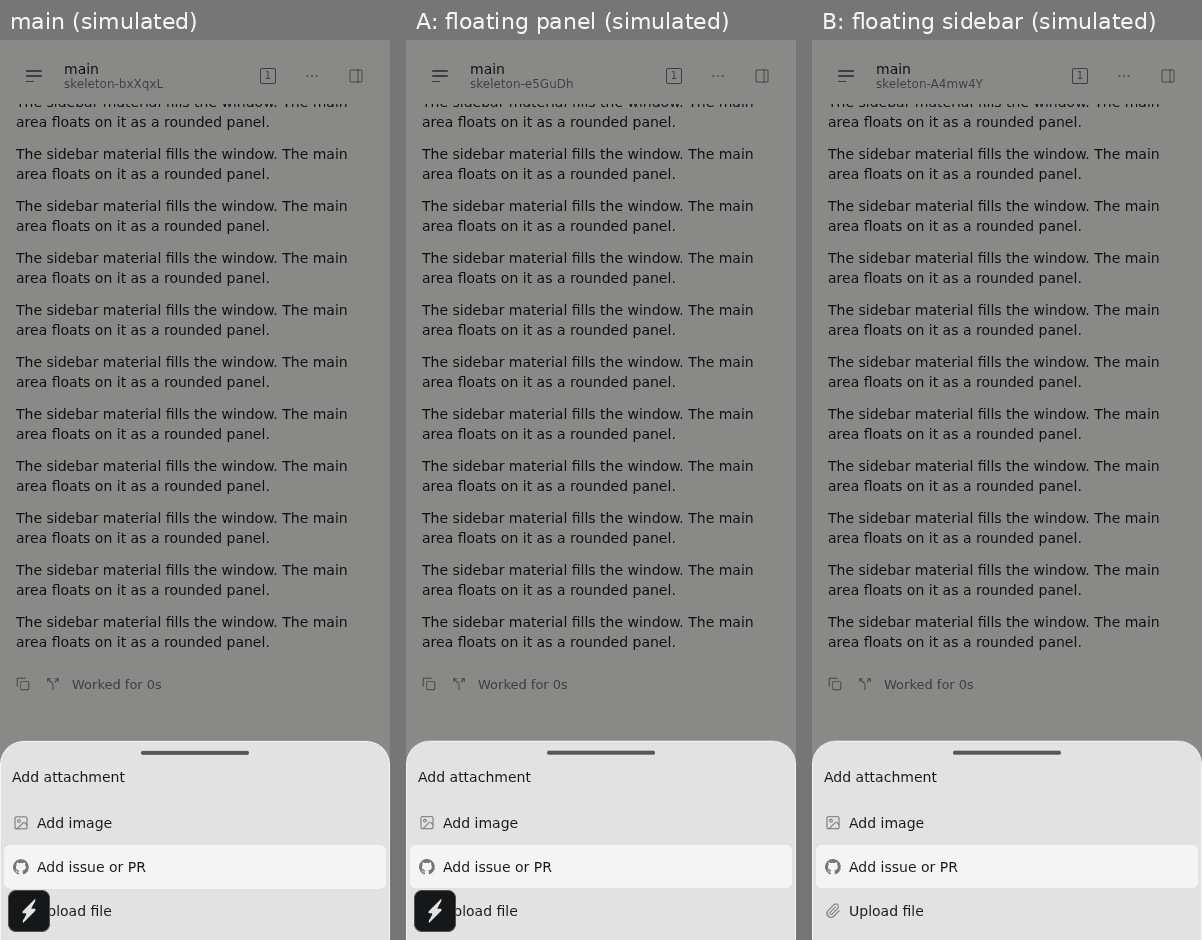 main (simulated)
main
skeleton-bxXqxL
1
The sidebar material fills the window. The main
area floats on it as a rounded panel.
The sidebar material fills the window. The main
area floats on it as a rounded panel.
The sidebar material fills the window. The main
area floats on it as a rounded panel.
The sidebar material fills the window. The main
area floats on it as a rounded panel.
The sidebar material fills the window. The main
area floats on it as a rounded panel.
The sidebar material fills the window. The main
area floats on it as a rounded panel.
The sidebar material fills the window. The main
area floats on it as a rounded panel.
The sidebar material fills the window. The main
area floats on it as a rounded panel.
The sidebar material fills the window. The main
area floats on it as a rounded panel.
The sidebar material fills the window. The main
area floats on it as a rounded panel.
The sidebar material fills the window. The main
area floats on it as a rounded panel.
Worked for 0s
Add attachment
Add image
Add issue or PR
pload file
A: floating panel (simulated)
main
skeleton-e5GuDh
1
The sidebar material fills the window. The main
area floats on it as a rounded panel.
The sidebar material fills the window. The main
area floats on it as a rounded panel.
The sidebar material fills the window. The main
area floats on it as a rounded panel.
The sidebar material fills the window. The main
area floats on it as a rounded panel.
The sidebar material fills the window. The main
area floats on it as a rounded panel.
The sidebar material fills the window. The main
area floats on it as a rounded panel.
The sidebar material fills the window. The main
area floats on it as a rounded panel.
The sidebar material fills the window. The main
area floats on it as a rounded panel.
The sidebar material fills the window. The main
area floats on it as a rounded panel.
The sidebar material fills the window. The main
area floats on it as a rounded panel.
The sidebar material fills the window. The main
area floats on it as a rounded panel.
Worked for 0s
Add attachment
Add image
Add issue or PR
pload file
B: floating sidebar (simulated)
main
skeleton-A4mw4Y
1
The sidebar material fills the window. The main
area floats on it as a rounded panel.
The sidebar material fills the window. The main
area floats on it as a rounded panel.
The sidebar material fills the window. The main
area floats on it as a rounded panel.
The sidebar material fills the window. The main
area floats on it as a rounded panel.
The sidebar material fills the window. The main
area floats on it as a rounded panel.
The sidebar material fills the window. The main
area floats on it as a rounded panel.
The sidebar material fills the window. The main
area floats on it as a rounded panel.
The sidebar material fills the window. The main
area floats on it as a rounded panel.
The sidebar material fills the window. The main
area floats on it as a rounded panel.
The sidebar material fills the window. The main
area floats on it as a rounded panel.
The sidebar material fills the window. The main
area floats on it as a rounded panel.
Worked for 0s
Add attachment
Add image
Add issue or PR
Upload file